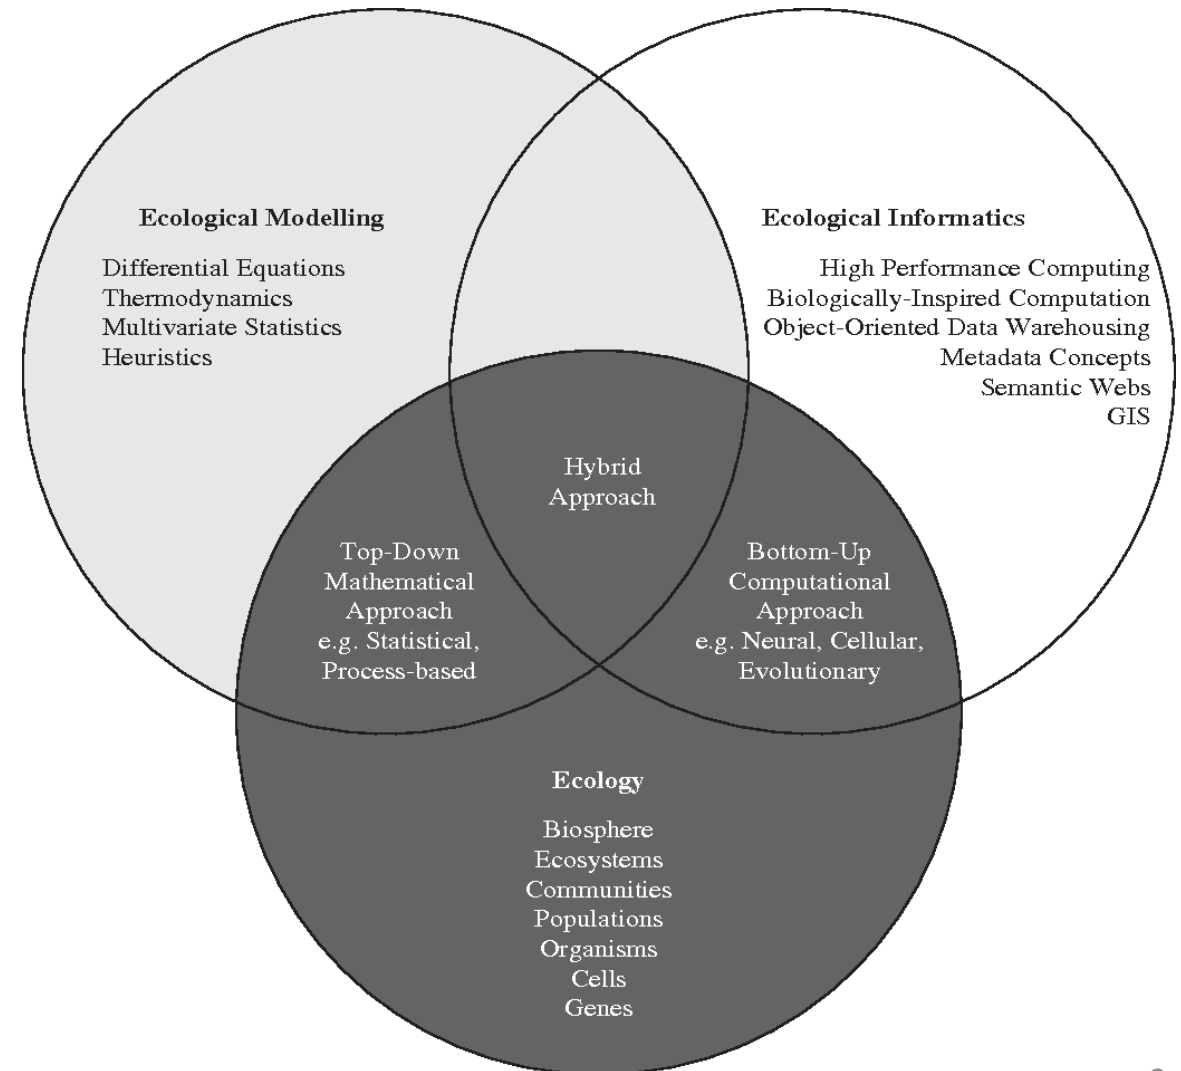 Ecological Modelling
Differential Equations
Thermodynamics
Multivariate Statistics
Heuristics
Ecological Informatics
High Performance Computing
Biologically-Inspired Computation
Object-Oriented Data Warehousing
Metadata Concepts
Semantic Webs
GIS
Hybrid
Approach
Top-Down
Mathematical
Approach
e.g. Statistical,
Process-based
Bottom-Up
Computational
Approach
e.g. Neural, Cellular,
Evolutionary
Ecology
Biosphere
Ecosystems
Communities
Populations
Organisms
Cells
Genes